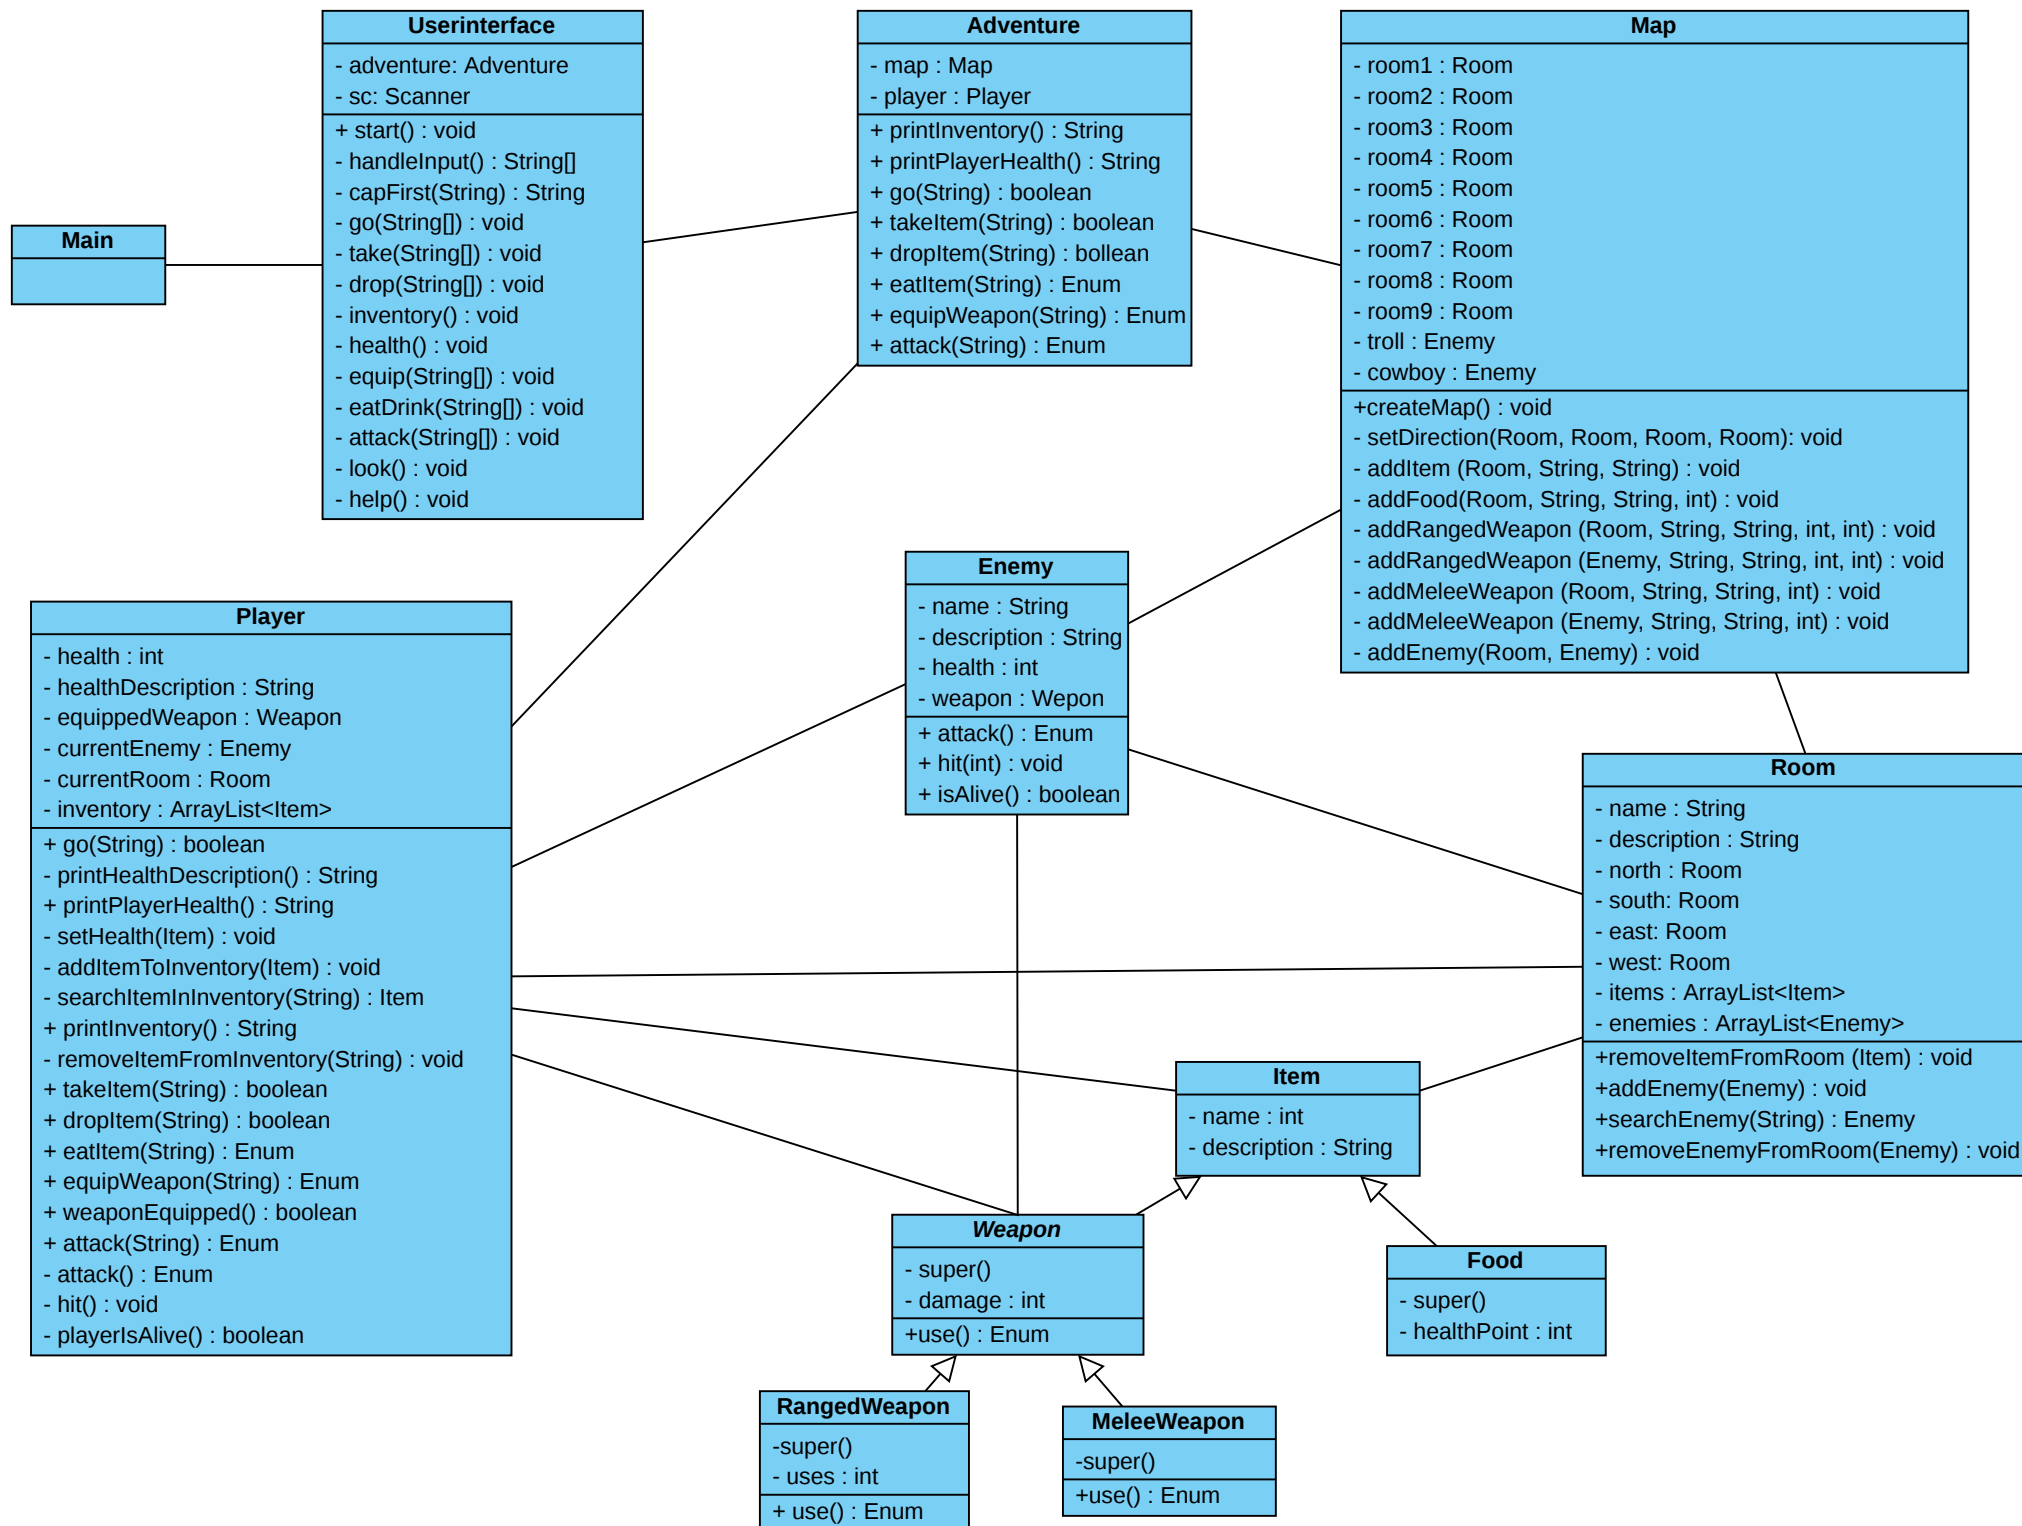 Userinterface
- adventure: Adventure
- sc: Scanner
+ start() : void
- handleInput() : String[]
- capFirst(String) : String
- go(String[]) : void
- take(String[]) : void
- drop(String[]) : void
- inventory() : void
- health() : void
- equip(String[]) : void
- eatDrink(String[]) : void
- attack(String[]) : void
- look() : void
- help() : void
Adventure
- map : Map
- player : Player
+ printInventory() : String
+ printPlayerHealth() : String
+ go(String) : boolean
+ takeItem(String) : boolean
+ dropItem(String) : bollean
+ eatItem(String) : Enum
+ equipWeapon(String) : Enum
+ attack(String) : Enum
Map
- room1 : Room
- room2 : Room
- room3 : Room
- room4 : Room
- room5 : Room
- room6 : Room
- room7 : Room
- room8 : Room
- room9 : Room
- troll : Enemy
- cowboy : Enemy
+createMap() : void
- setDirection(Room, Room, Room, Room): void
- addItem (Room, String, String) : void
- addFood(Room, String, String, int) : void
- addRangedWeapon (Room, String, String, int, int) : void
- addRangedWeapon (Enemy, String, String, int, int) : void
- addMeleeWeapon (Room, String, String, int) : void
- addMeleeWeapon (Enemy, String, String, int) : void
- addEnemy(Room, Enemy) : void
Main
Enemy
- name : String
- description : String
- health : int
- weapon : Wepon
+ attack() : Enum
+ hit(int) : void
+ isAlive() : boolean
Player
- health : int
- healthDescription : String
- equippedWeapon : Weapon
- currentEnemy : Enemy
- currentRoom : Room
- inventory : ArrayList<Item>
+ go(String) : boolean
- printHealthDescription() : String
+ printPlayerHealth() : String
- setHealth(Item) : void
- addItemToInventory(Item) : void
- searchItemInInventory(String) : Item
+ printInventory() : String
- removeItemFromInventory(String) : void
+ takeItem(String) : boolean
+ dropItem(String) : boolean
+ eatItem(String) : Enum
+ equipWeapon(String) : Enum
+ weaponEquipped() : boolean
+ attack(String) : Enum
- attack() : Enum
- hit() : void
- playerIsAlive() : boolean
Room
- name : String
- description : String
- north : Room
- south: Room
- east: Room
- west: Room
- items : ArrayList<Item>
- enemies : ArrayList<Enemy>
+removeItemFromRoom (Item) : void
+addEnemy(Enemy) : void
+searchEnemy(String) : Enemy
+removeEnemyFromRoom(Enemy) : void
Item
- name : int
- description : String
Weapon
- super()
- damage : int
+use() : Enum
Food
- super()
- healthPoint : int
RangedWeapon
-super()
- uses : int
+ use() : Enum
MeleeWeapon
-super()
+use() : Enum